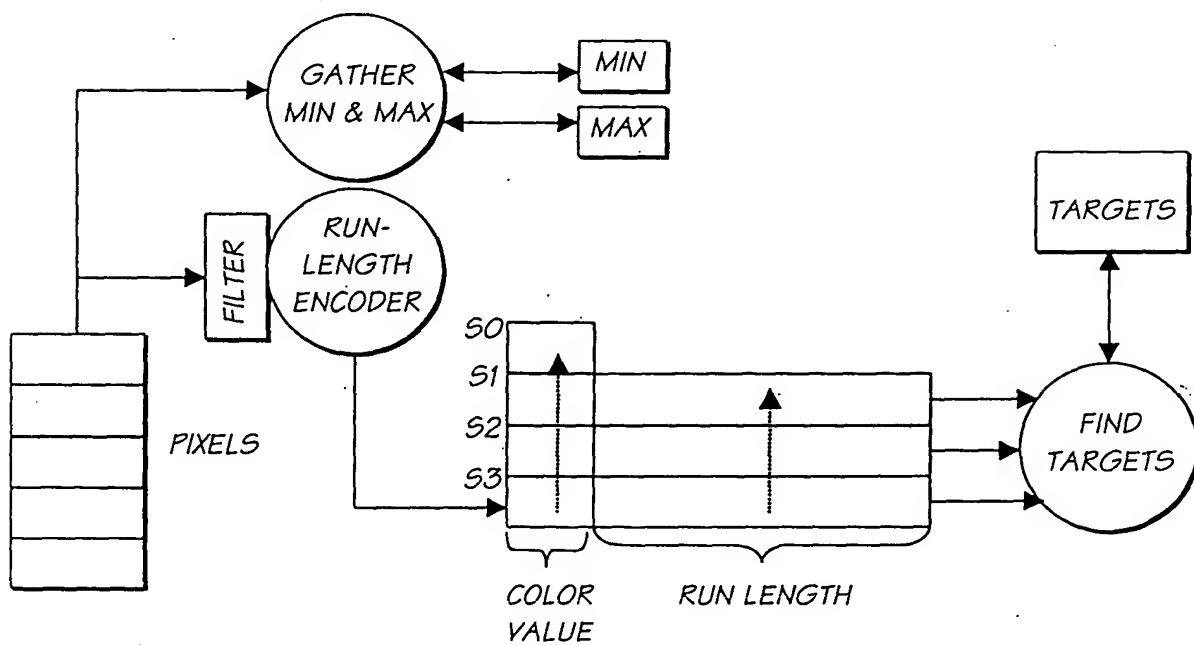 GATHER
MIN & MAX
MIN
MAX
TARGETS
FILTER
RUN-
LENGTH
ENCODER
PIXELS
S0
S1
S2
S3
FIND
TARGETS
COLOR
VALUE
RUN LENGTH